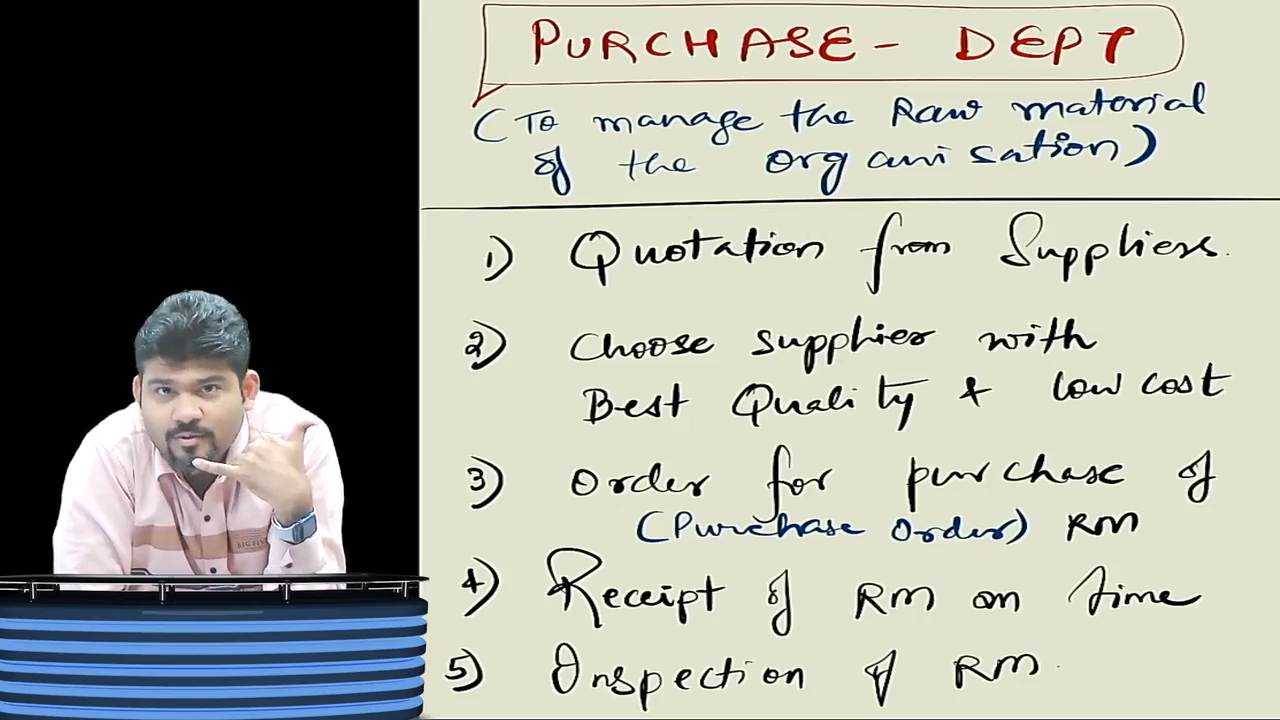 PURCHASE - DEPT
(To manage the Raw material
of the organisation)
1) Quotation from Suppliers.
2) Choose supplier with
Best Quality & low cost
3) Order for purchase of
(Purchase Order) RM
4) Receipt of RM on time
5) Inspection of RM.